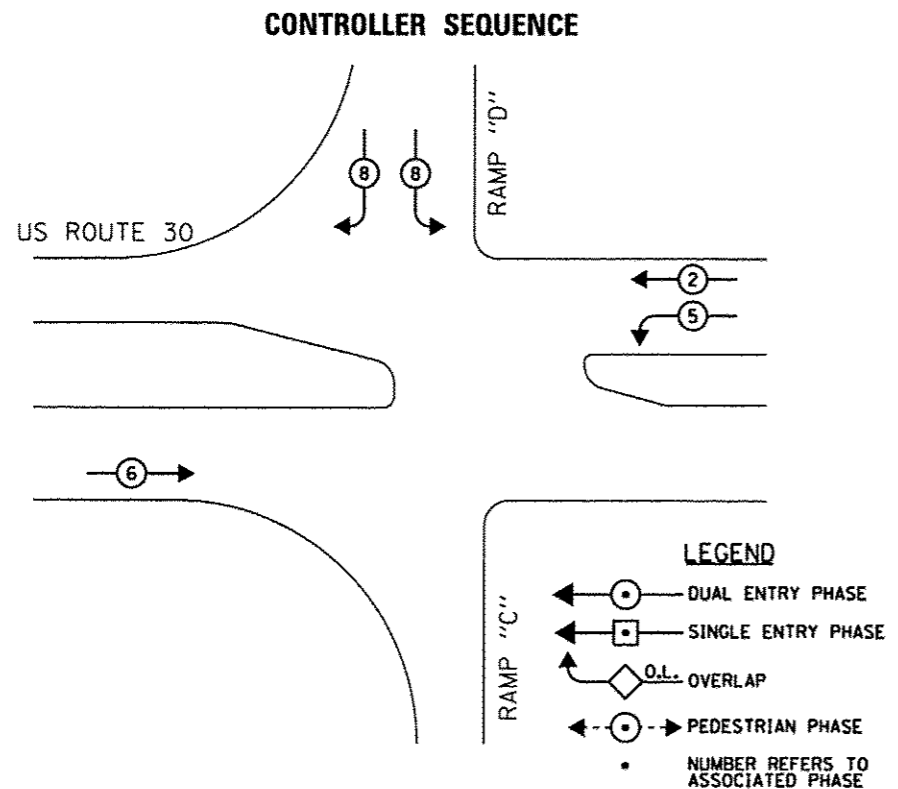 CONTROLLER SEQUENCE
RAMP "D"
8 8
US ROUTE 30
2
5
6
RAMP "C"
LEGEND
DUAL ENTRY PHASE
SINGLE ENTRY PHASE
O.L. OVERLAP
PEDESTRIAN PHASE
NUMBER REFERS TO
ASSOCIATED PHASE